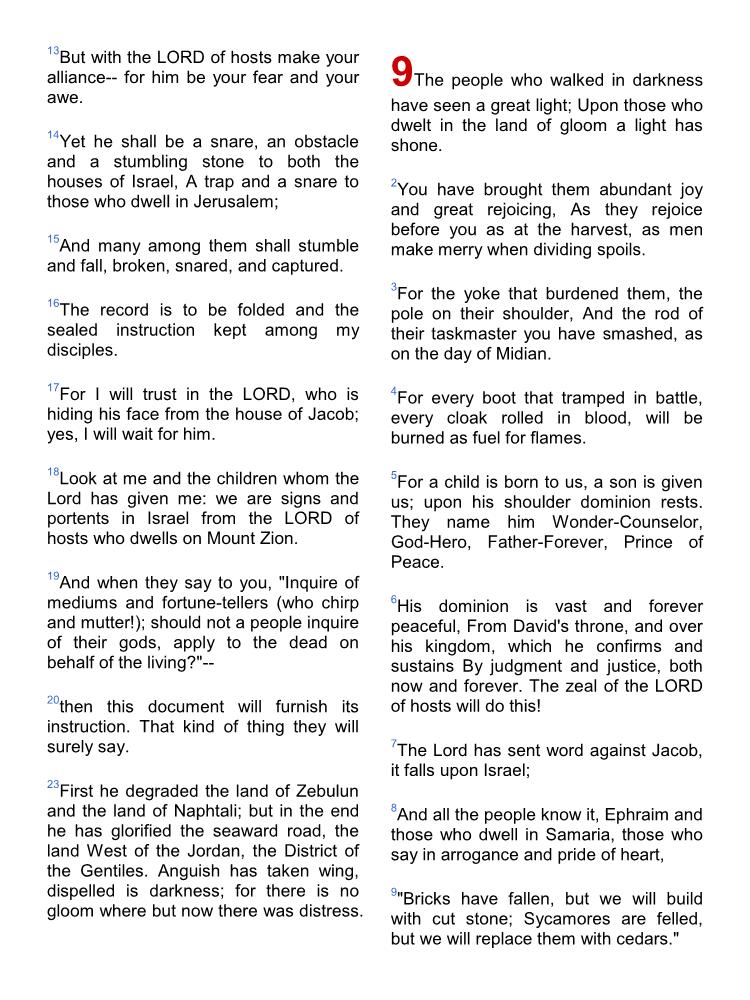 13But with the LORD of hosts make your
alliance-- for him be your fear and your
awe.
14Yet he shall be a snare, an obstacle
and a stumbling stone to both the
houses of Israel, A trap and a snare to
those who dwell in Jerusalem;
15And many among them shall stumble
and fall, broken, snared, and captured.
16The record is to be folded and the
sealed instruction kept among my
disciples.
17For I will trust in the LORD, who is
hiding his face from the house of Jacob;
yes, I will wait for him.
18Look at me and the children whom the
Lord has given me: we are signs and
portents in Israel from the LORD of
hosts who dwells on Mount Zion.
19And when they say to you, "Inquire of
mediums and fortune-tellers (who chirp
and mutter!); should not a people inquire
of their gods, apply to the dead on
behalf of the living?"--
20then this document will furnish its
instruction. That kind of thing they will
surely say.
23First he degraded the land of Zebulun
and the land of Naphtali; but in the end
he has glorified the seaward road, the
land West of the Jordan, the District of
the Gentiles. Anguish has taken wing,
dispelled is darkness; for there is no
gloom where but now there was distress.
9The people who walked in darkness
have seen a great light; Upon those who
dwelt in the land of gloom a light has
shone.
2You have brought them abundant joy
and great rejoicing, As they rejoice
before you as at the harvest, as men
make merry when dividing spoils.
3For the yoke that burdened them, the
pole on their shoulder, And the rod of
their taskmaster you have smashed, as
on the day of Midian.
4For every boot that tramped in battle,
every cloak rolled in blood, will be
burned as fuel for flames.
5For a child is born to us, a son is given
us; upon his shoulder dominion rests.
They name him Wonder-Counselor,
God-Hero, Father-Forever, Prince of
Peace.
6His dominion is vast and forever
peaceful, From David's throne, and over
his kingdom, which he confirms and
sustains By judgment and justice, both
now and forever. The zeal of the LORD
of hosts will do this!
7The Lord has sent word against Jacob,
it falls upon Israel;
8And all the people know it, Ephraim and
those who dwell in Samaria, those who
say in arrogance and pride of heart,
9"Bricks have fallen, but we will build
with cut stone; Sycamores are felled,
but we will replace them with cedars."